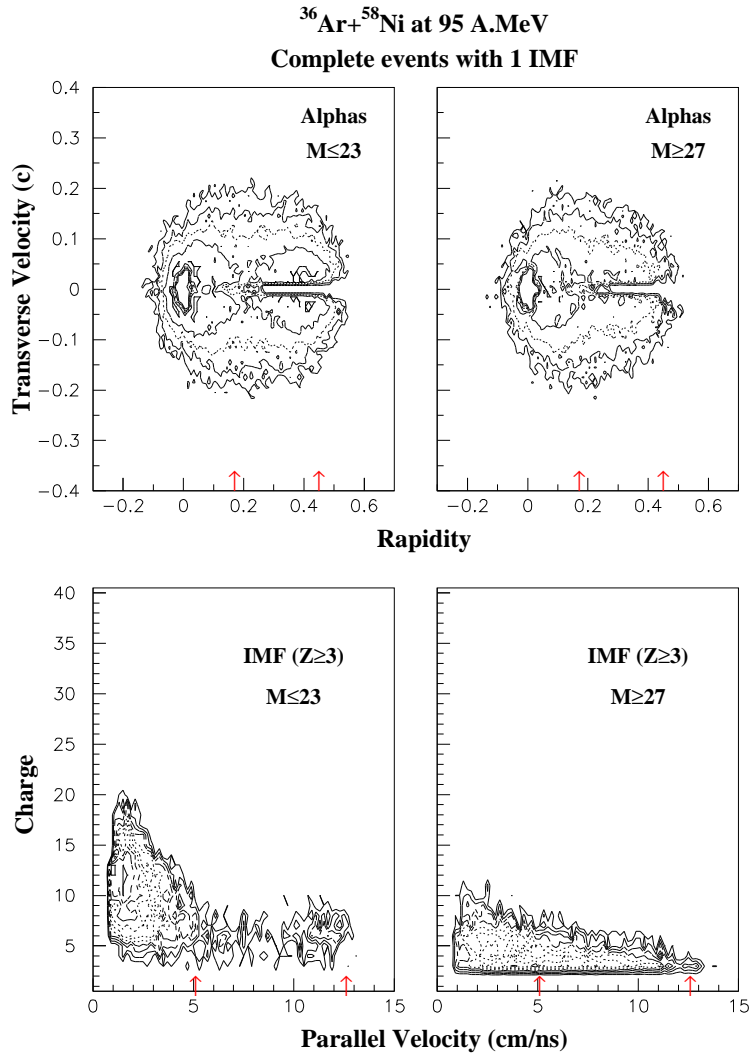 ³⁶Ar+⁵⁸Ni at 95 A.MeV
Complete events with 1 IMF
Transverse Velocity (c)
0.4
0.3
0.2
0.1
0
−0.1
−0.2
−0.3
−0.4
Alphas
M≤23
Alphas
M≥27
−0.2 0 0.2 0.4 0.6
−0.2 0 0.2 0.4 0.6
Rapidity
Charge
40
35
30
25
20
15
10
5
0
IMF (Z≥3)
M≤23
IMF (Z≥3)
M≥27
0 5 10 15
0 5 10 15
Parallel Velocity (cm/ns)